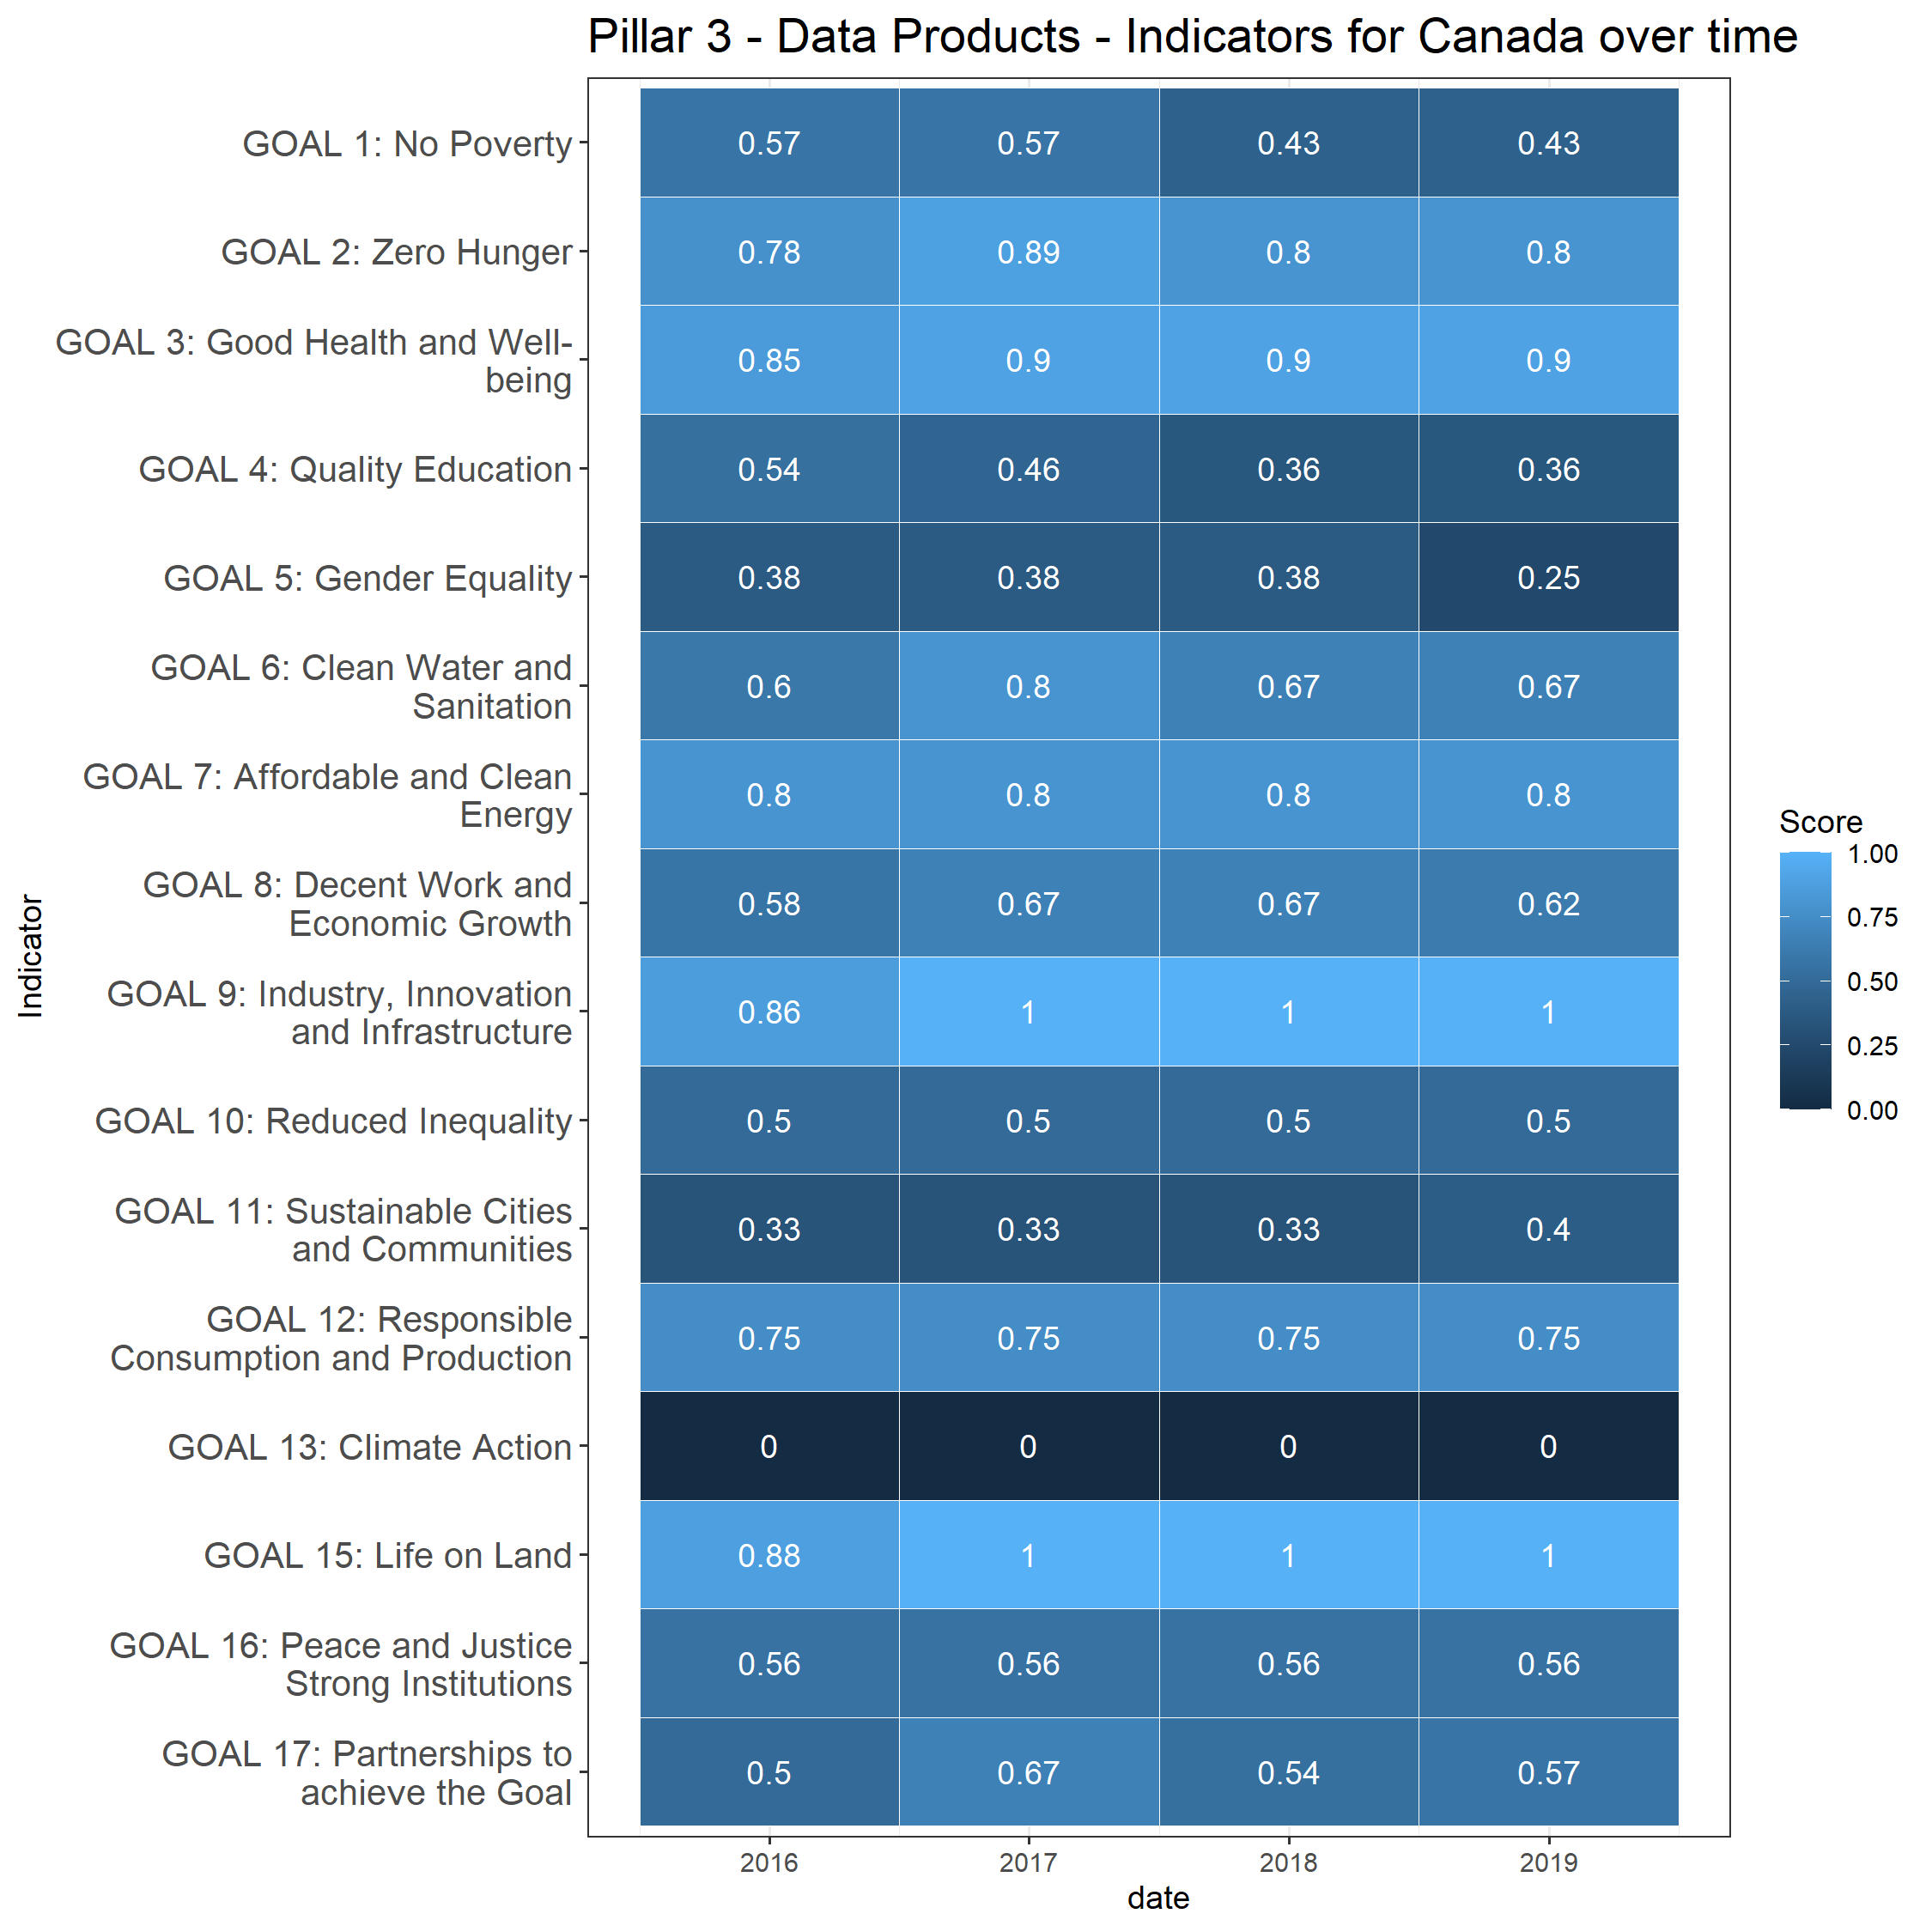 Pillar 3 - Data Products - Indicators for Canada over time
GOAL 1: No Poverty
0.57 0.57 0.43 0.43
GOAL 2: Zero Hunger
0.78 0.89 0.8 0.8
GOAL 3: Good Health and Well-
being
0.85 0.9 0.9 0.9
GOAL 4: Quality Education
0.54 0.46 0.36 0.36
GOAL 5: Gender Equality
0.38 0.38 0.38 0.25
GOAL 6: Clean Water and
Sanitation
0.6 0.8 0.67 0.67
GOAL 7: Affordable and Clean
Energy
0.8 0.8 0.8 0.8
GOAL 8: Decent Work and
Economic Growth
0.58 0.67 0.67 0.62
GOAL 9: Industry, Innovation
and Infrastructure
0.86 1 1 1
GOAL 10: Reduced Inequality
0.5 0.5 0.5 0.5
GOAL 11: Sustainable Cities
and Communities
0.33 0.33 0.33 0.4
GOAL 12: Responsible
Consumption and Production
0.75 0.75 0.75 0.75
GOAL 13: Climate Action
0 0 0 0
GOAL 15: Life on Land
0.88 1 1 1
GOAL 16: Peace and Justice
Strong Institutions
0.56 0.56 0.56 0.56
GOAL 17: Partnerships to
achieve the Goal
0.5 0.67 0.54 0.57
2016 2017 2018 2019
date
Indicator
Score
1.00
0.75
0.50
0.25
0.00